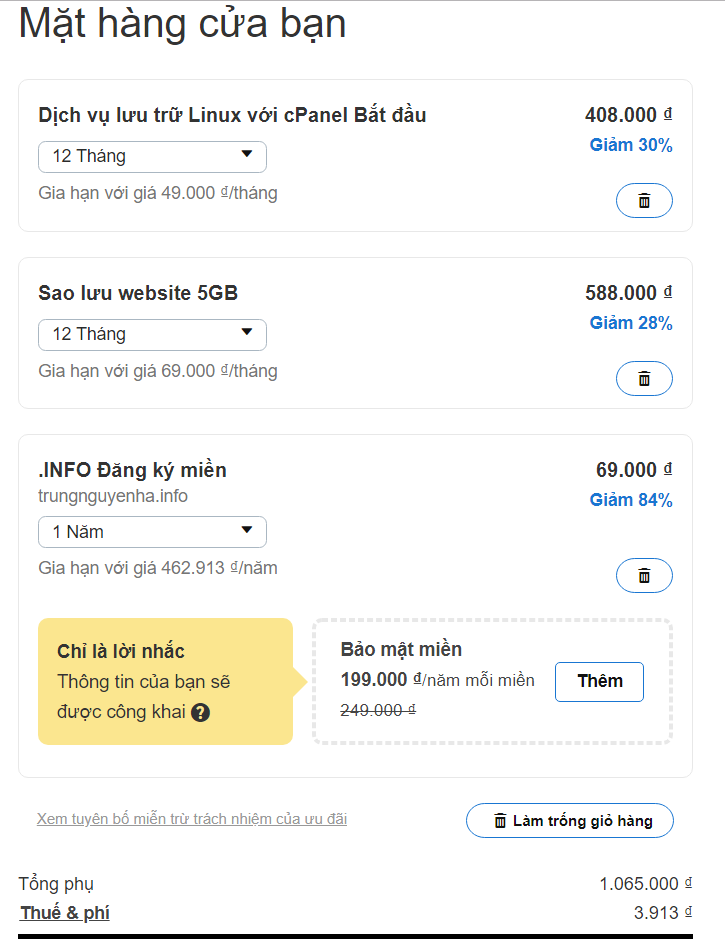 Mặt hàng cửa bạn
Dịch vụ lưu trữ Linux với cPanel Bắt đầu
408.000 ₫
12 Tháng
Giảm 30%
Gia hạn với giá 49.000 ₫/tháng
Sao lưu website 5GB
588.000 ₫
12 Tháng
Giảm 28%
Gia hạn với giá 69.000 ₫/tháng
.INFO Đăng ký miền
69.000 ₫
trungnguyenha.info
Giảm 84%
1 Năm
Gia hạn với giá 462.913 ₫/năm
Chỉ là lời nhắc
Thông tin của bạn sẽ
được công khai ?
Bảo mật miền
199.000 ₫/năm mỗi miền
249.000 ₫
Thêm
Xem tuyên bố miễn trừ trách nhiệm của ưu đãi
Làm trống giỏ hàng
Tổng phụ
1.065.000 ₫
Thuế & phí
3.913 ₫